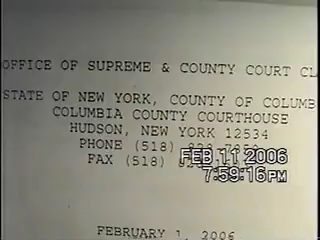 OFFICE OF SUPREME & COUNTY COURT CL
STATE OF NEW YORK, COUNTY OF COLUMB
COLUMBIA COUNTY COURTHOUSE
HUDSON, NEW YORK 12534
PHONE (518)
FAX (518)
FEB 11 2006
7:59:16PM
FEBRUARY 1, 2006